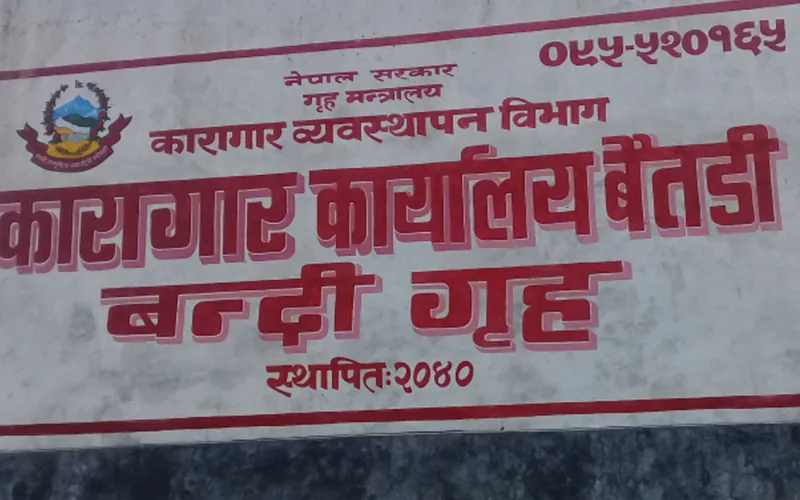 ०९५-५२०१६५
नेपाल सरकार
गृह मन्त्रालय
कारागार व्यवस्थापन विभाग
कारागार कार्यालय बैतडी
बन्दी गृह
स्थापितः२०४०